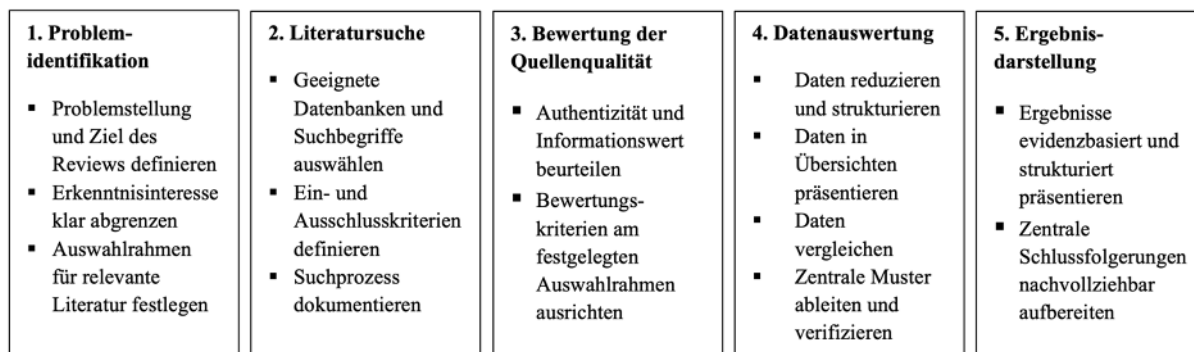 1. Problem-
identifikation
▪ Problemstellung
und Ziel des
Reviews definieren
▪ Erkenntnisinteresse
klar abgrenzen
▪ Auswahlrahmen
für relevante
Literatur festlegen
2. Literatursuche
▪ Geeignete
Datenbanken und
Suchbegriffe
auswählen
▪ Ein- und
Ausschlusskriterien
definieren
▪ Suchprozess
dokumentieren
3. Bewertung der
Quellenqualität
▪ Authentizität und
Informationswert
beurteilen
▪ Bewertungs-
kriterien am
festgelegten
Auswahlrahmen
ausrichten
4. Datenauswertung
▪ Daten reduzieren
und strukturieren
▪ Daten in
Übersichten
präsentieren
▪ Daten
vergleichen
▪ Zentrale Muster
ableiten und
verifizieren
5. Ergebnis-
darstellung
▪ Ergebnisse
evidenzbasiert und
strukturiert
präsentieren
▪ Zentrale
Schlussfolgerungen
nachvollziehbar
aufbereiten